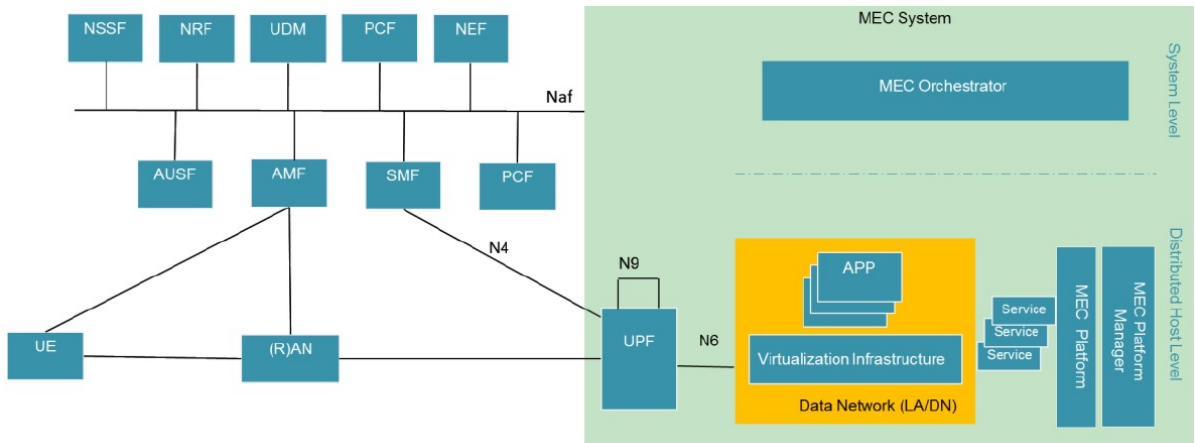 MEC System
NSSF
NRF
UDM
PCF
NEF
MEC Orchestrator
System Level
Naf
AUSF
AMF
SMF
PCF
N4
N9
APP
Service
Service
Service
MEC Platform
MEC Platform
Manager
Distributed Host Level
UE
(R)AN
UPF
N6
Virtualization Infrastructure
Data Network (LA/DN)